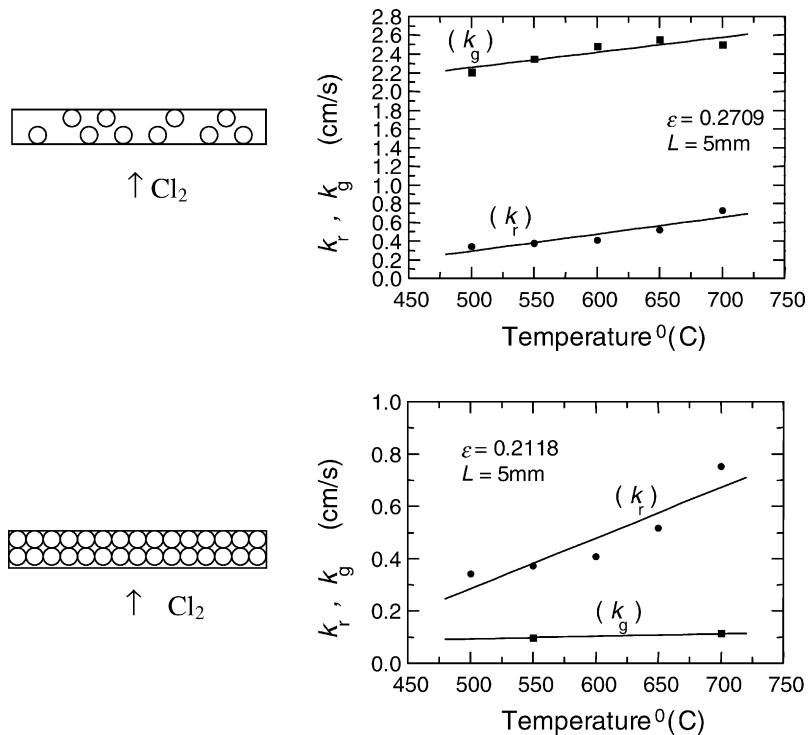 2.8
2.6
2.4
2.2
2.0
1.8
1.6
1.4
1.2
1.0
0.8
0.6
0.4
0.2
0.0
(kg)
ε = 0.2709
L = 5mm
(kr)
kr , kg (cm/s)
450 500 550 600 650 700 750
Temperature ⁰(C)
↑ Cl₂
1.0
0.8
0.6
0.4
0.2
0.0
ε = 0.2118
L = 5mm
(kr)
(kg)
kr , kg (cm/s)
450 500 550 600 650 700 750
Temperature ⁰(C)
↑ Cl₂